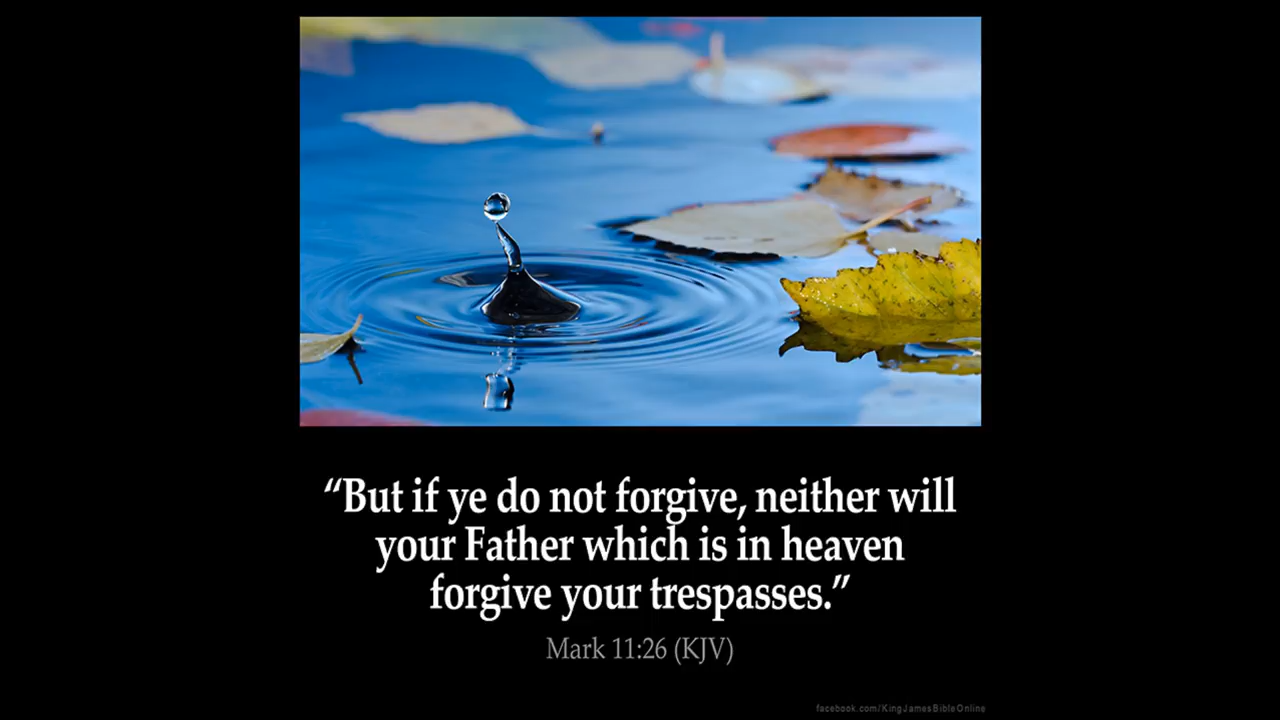 “But if ye do not forgive, neither will
your Father which is in heaven
forgive your trespasses.”
Mark 11:26 (KJV)
facebook.com/KingJamesBibleOnline